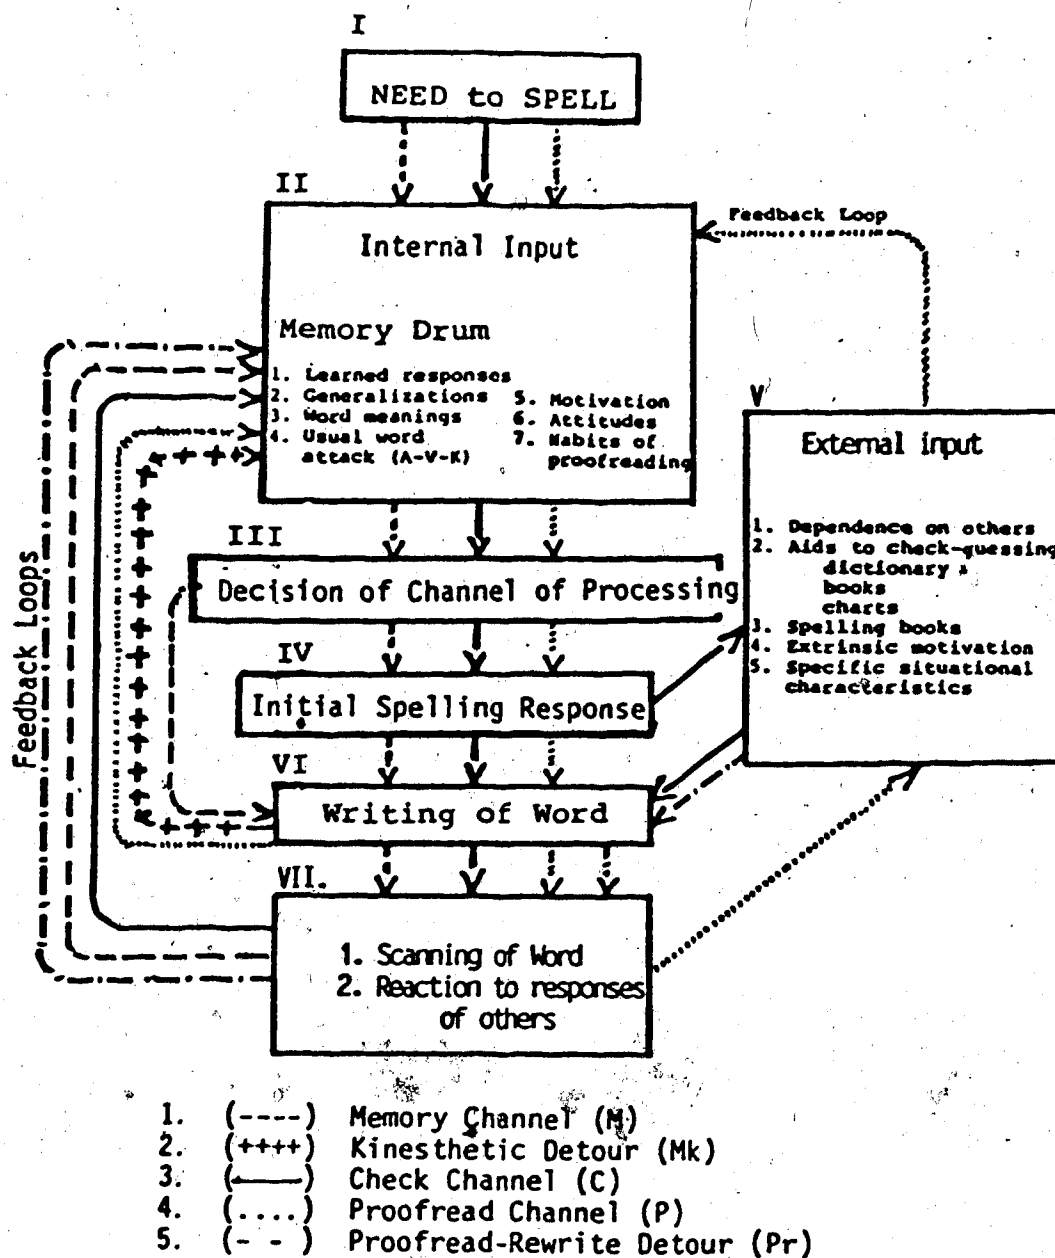 I
NEED to SPELL
II
Internal Input
Feedback Loop
Memory Drum
1. Learned responses
2. Generalizations
3. Word meanings
4. Usual word
attack (A-V-K)
5. Motivation
6. Attitudes
7. Habits of
proofreading
V
External input
1. Dependence on others
2. Aids to check-guessing
dictionary
books
charts
3. Spelling books
4. Extrinsic motivation
5. Specific situational
characteristics
III
Decision of Channel of Processing
IV
Initial Spelling Response
VI
Writing of Word
VII.
1. Scanning of Word
2. Reaction to responses
of others
Feedback Loops
1. (----) Memory Channel (M)
2. (++++) Kinesthetic Detour (Mk)
3. (———) Check Channel (C)
4. (....) Proofread Channel (P)
5. (- - ) Proofread-Rewrite Detour (Pr)